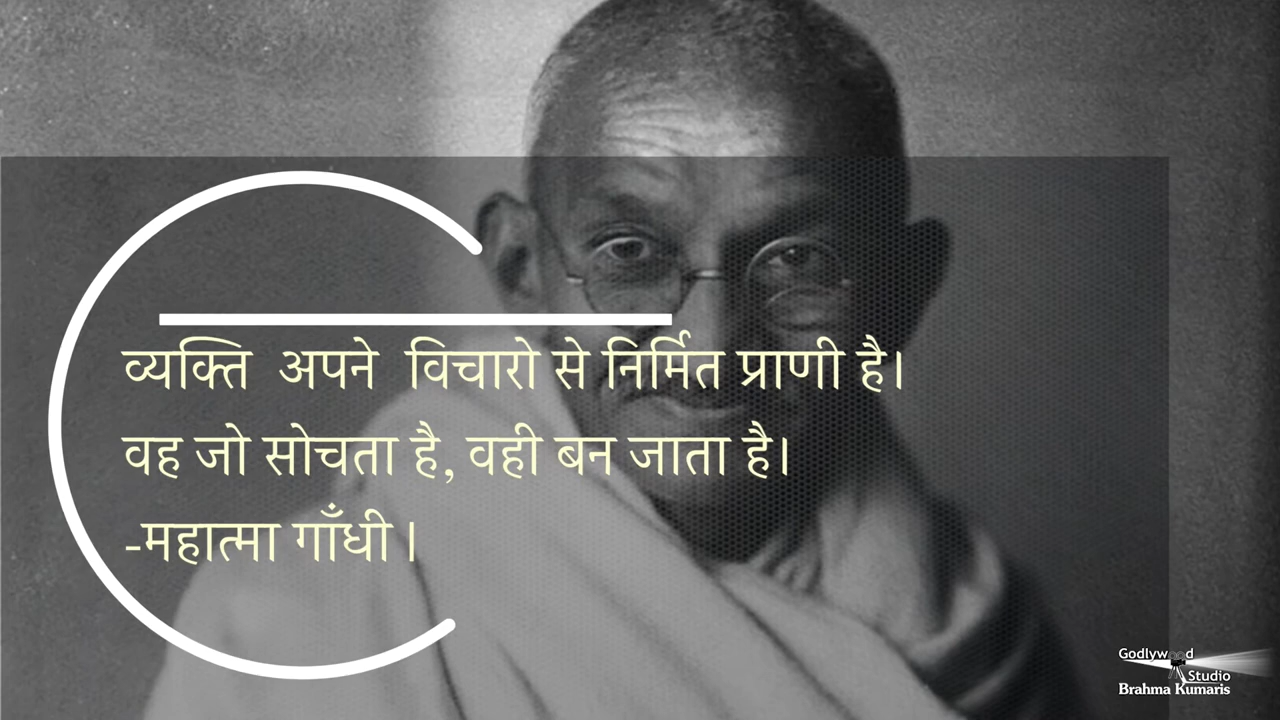 व्यक्ति अपने विचारो से निर्मित प्राणी है।
वह जो सोचता है, वही बन जाता है।
-महात्मा गाँधी।
Godlywood
Studio
Brahma Kumaris